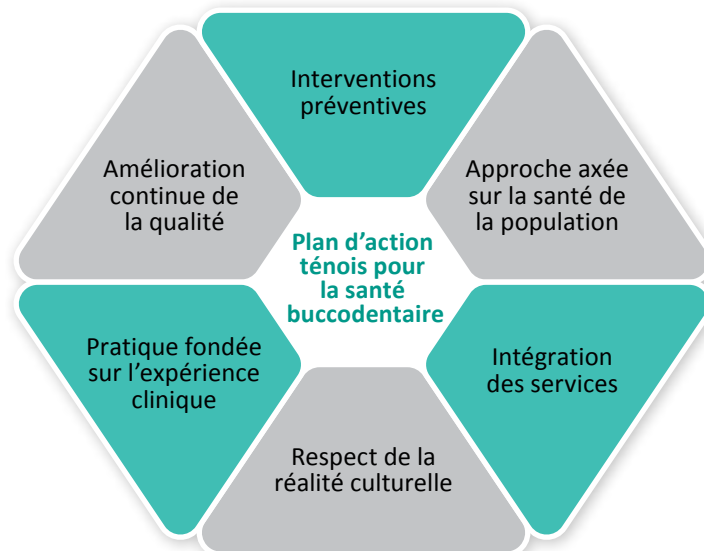 Interventions
préventives
Approche axée
sur la santé de
la population
Intégration
des services
Respect de la
réalité culturelle
Pratique fondée
sur l'expérience
clinique
Amélioration
continue de
la qualité
Plan d'action
ténois pour
la santé
buccodentaire